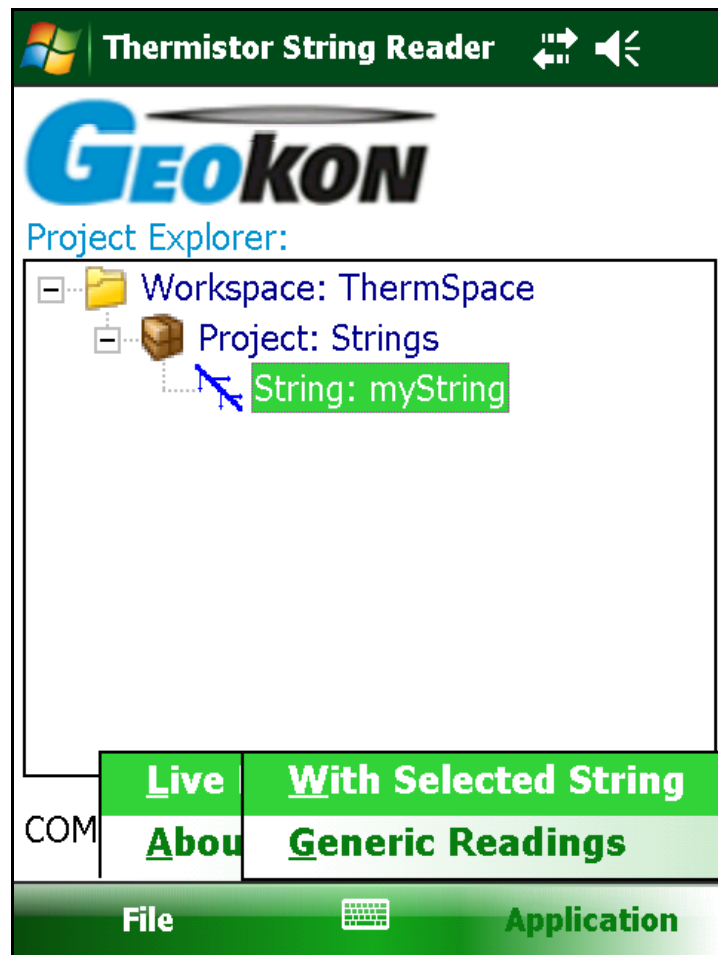 Thermistor String Reader
GEOKON
Project Explorer:
Workspace: ThermSpace
Project: Strings
String: myString
Live
With Selected String
COM
Abou
Generic Readings
File
Application